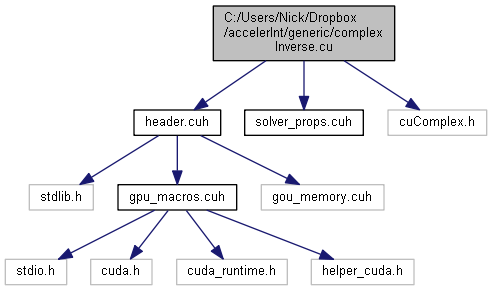 C:/Users/Nick/Dropbox
/accelerInt/generic/complex
Inverse.cu
header.cuh
solver_props.cuh
cuComplex.h
stdlib.h
gpu_macros.cuh
gou_memory.cuh
stdio.h
cuda.h
cuda_runtime.h
helper_cuda.h